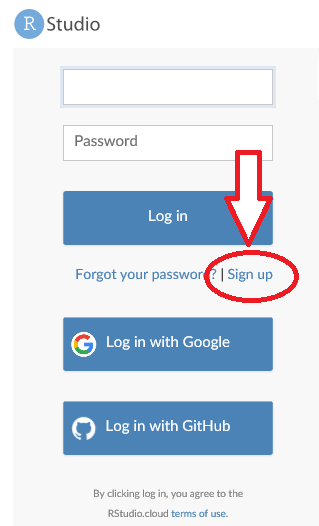 R Studio
Password
Log in
Forgot your password? | Sign up
Log in with Google
Log in with GitHub
By clicking log in, you agree to the
RStudio.cloud terms of use.